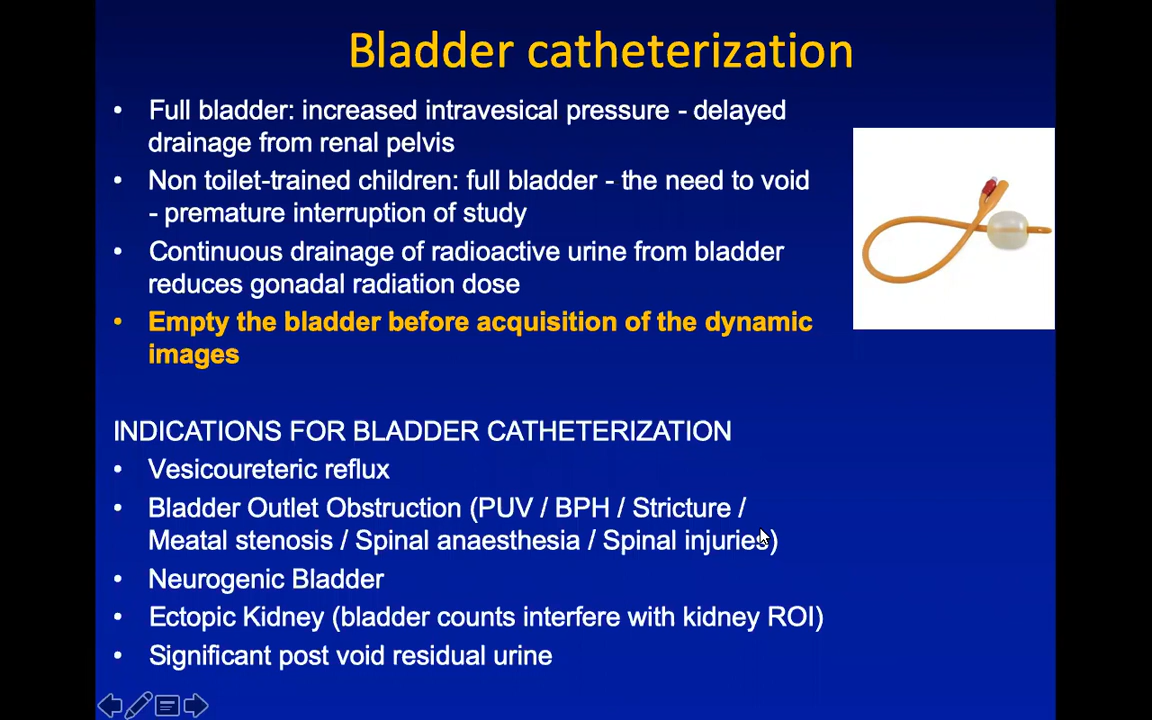 Bladder catheterization
• Full bladder: increased intravesical pressure - delayed
drainage from renal pelvis
• Non toilet-trained children: full bladder - the need to void
- premature interruption of study
• Continuous drainage of radioactive urine from bladder
reduces gonadal radiation dose
• Empty the bladder before acquisition of the dynamic
images
INDICATIONS FOR BLADDER CATHETERIZATION
• Vesicoureteric reflux
• Bladder Outlet Obstruction (PUV / BPH / Stricture /
Meatal stenosis / Spinal anaesthesia / Spinal injuries)
• Neurogenic Bladder
• Ectopic Kidney (bladder counts interfere with kidney ROI)
• Significant post void residual urine